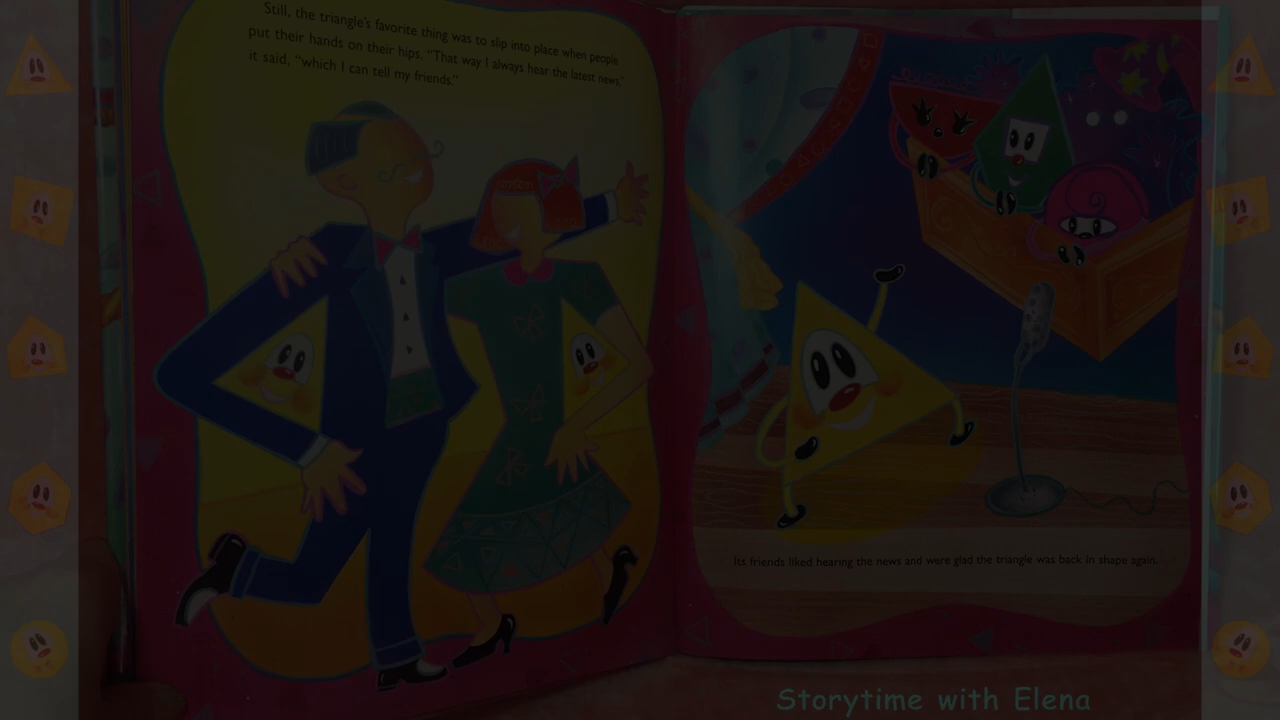 Still, the triangle's favorite thing was to slip into place when people
put their hands on their hips. "That way I always hear the latest news,"
it said, "which I can tell my friends."
Its friends liked hearing the news and were glad the triangle was back in shape again.
Storytime with Elena